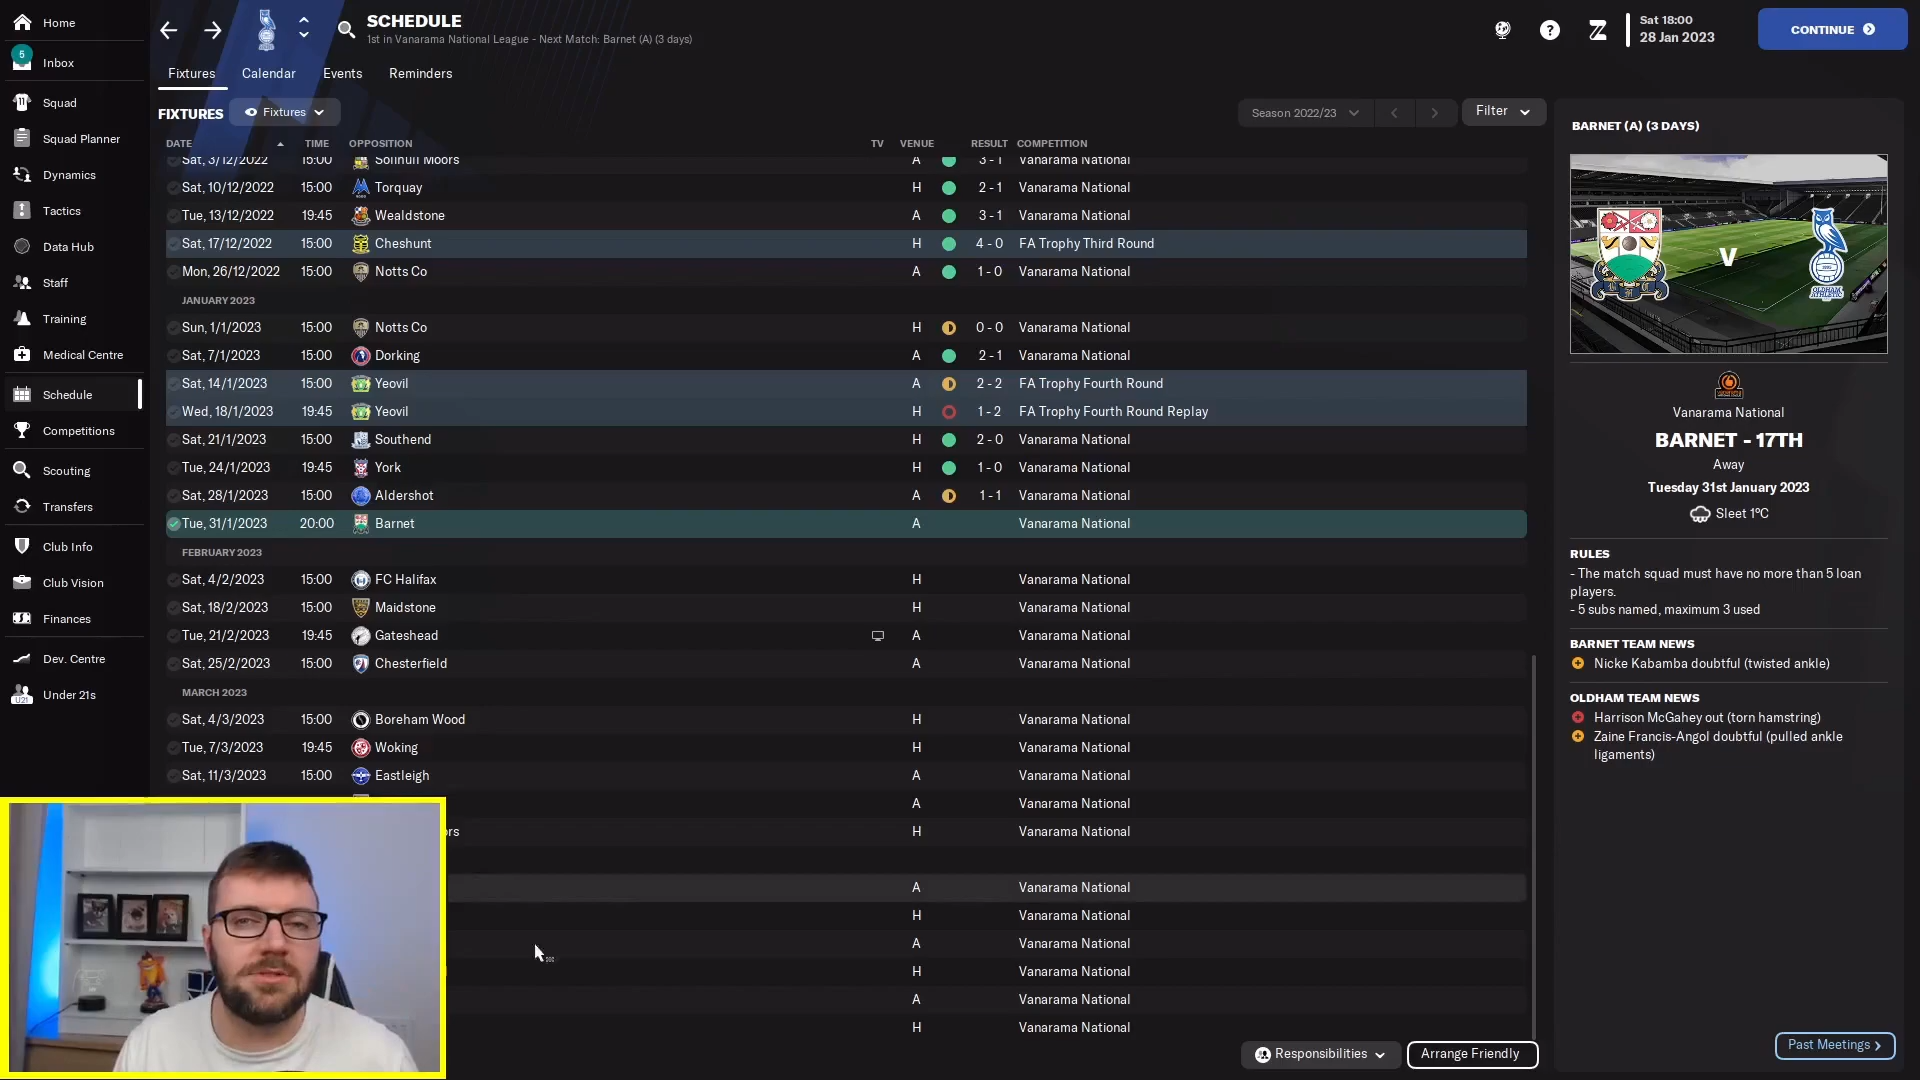 Home
5
Inbox
Squad
Squad Planner
Dynamics
Tactics
Data Hub
Staff
Training
Medical Centre
Schedule
Competitions
Scouting
Transfers
Club Info
Club Vision
Finances
Dev. Centre
U21
Under 21s
SCHEDULE
1st in Vanarama National League - Next Match: Barnet (A) (3 days)
Sat 18:00
28 Jan 2023
CONTINUE
Fixtures Calendar Events Reminders
FIXTURES Fixtures
Season 2022/23
Filter
DATE TIME OPPOSITION TV VENUE RESULT COMPETITION
Sat, 3/12/2022 15:00 Solihull Moors A 3 - 1 Vanarama National
Sat, 10/12/2022 15:00 Torquay H 2 - 1 Vanarama National
Tue, 13/12/2022 19:45 Wealdstone A 3 - 1 Vanarama National
Sat, 17/12/2022 15:00 Cheshunt H 4 - 0 FA Trophy Third Round
Mon, 26/12/2022 15:00 Notts Co A 1 - 0 Vanarama National
JANUARY 2023
Sun, 1/1/2023 15:00 Notts Co H 0 - 0 Vanarama National
Sat, 7/1/2023 15:00 Dorking A 2 - 1 Vanarama National
Sat, 14/1/2023 15:00 Yeovil A 2 - 2 FA Trophy Fourth Round
Wed, 18/1/2023 19:45 Yeovil H 1 - 2 FA Trophy Fourth Round Replay
Sat, 21/1/2023 15:00 Southend H 2 - 0 Vanarama National
Tue, 24/1/2023 19:45 York H 1 - 0 Vanarama National
Sat, 28/1/2023 15:00 Aldershot A 1 - 1 Vanarama National
Tue, 31/1/2023 20:00 Barnet A Vanarama National
FEBRUARY 2023
Sat, 4/2/2023 15:00 FC Halifax H Vanarama National
Sat, 18/2/2023 15:00 Maidstone H Vanarama National
Tue, 21/2/2023 19:45 Gateshead A Vanarama National
Sat, 25/2/2023 15:00 Chesterfield A Vanarama National
MARCH 2023
Sat, 4/3/2023 15:00 Boreham Wood H Vanarama National
Tue, 7/3/2023 19:45 Woking H Vanarama National
Sat, 11/3/2023 15:00 Eastleigh A Vanarama National
A Vanarama National
ors H Vanarama National
A Vanarama National
H Vanarama National
A Vanarama National
H Vanarama National
A Vanarama National
H Vanarama National
Responsibilities
Arrange Friendly
BARNET (A) (3 DAYS)
V
OLDHAM
ATHLETIC
Vanarama National
BARNET - 17TH
Away
Tuesday 31st January 2023
Sleet 1ºC
RULES
- The match squad must have no more than 5 loan
players.
- 5 subs named, maximum 3 used
BARNET TEAM NEWS
Nicke Kabamba doubtful (twisted ankle)
OLDHAM TEAM NEWS
Harrison McGahey out (torn hamstring)
Zaine Francis-Angol doubtful (pulled ankle
ligaments)
Past Meetings